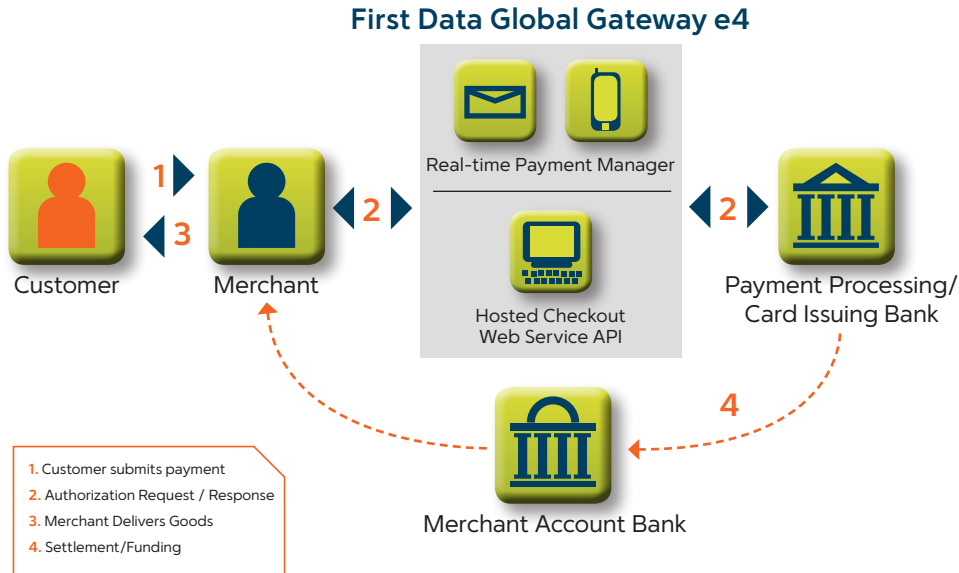 First Data Global Gateway e4
Real-time Payment Manager
1
3
2
2
Customer
Merchant
Hosted Checkout
Web Service API
Payment Processing/
Card Issuing Bank
4
Merchant Account Bank
1. Customer submits payment
2. Authorization Request / Response
3. Merchant Delivers Goods
4. Settlement/Funding